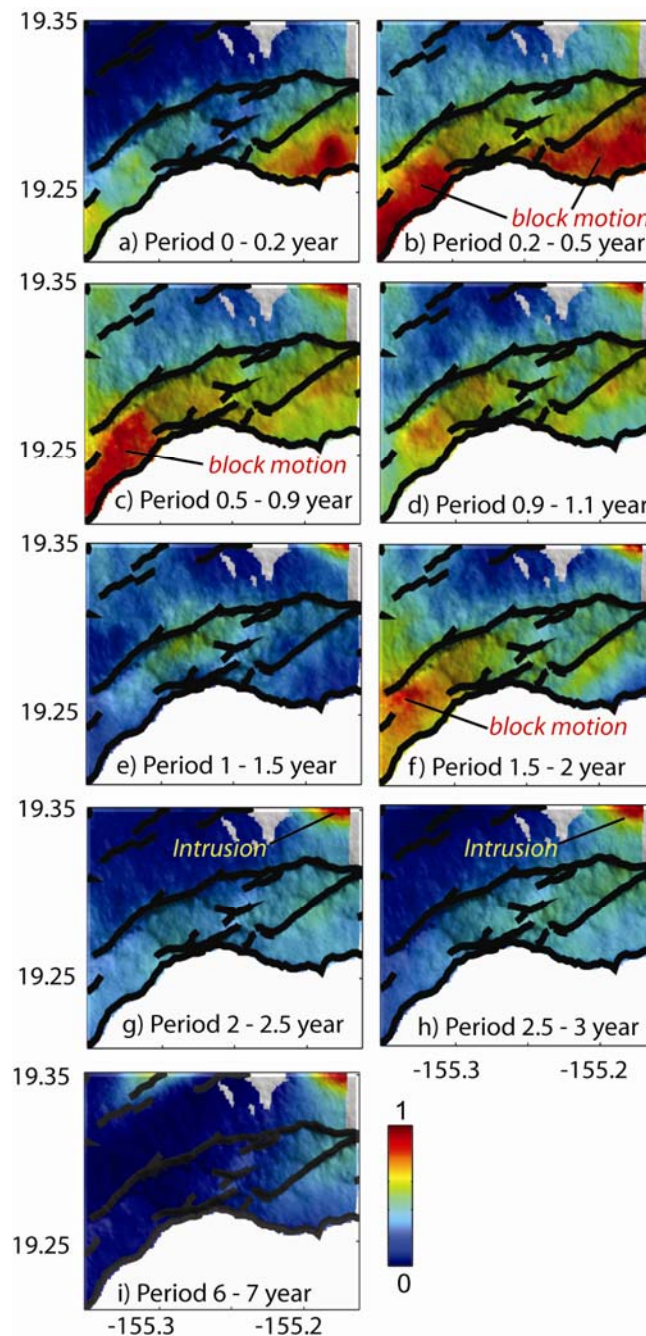 19.35
19.25
a) Period 0 - 0.2 year
block motion
b) Period 0.2 - 0.5 year
19.35
19.25
block motion
c) Period 0.5 - 0.9 year
d) Period 0.9 - 1.1 year
19.35
19.25
e) Period 1 - 1.5 year
block motion
f) Period 1.5 - 2 year
19.35
Intrusion
19.25
g) Period 2 - 2.5 year
Intrusion
h) Period 2.5 - 3 year
-155.3 -155.2
19.35
19.25
i) Period 6 - 7 year
-155.3 -155.2
1
0